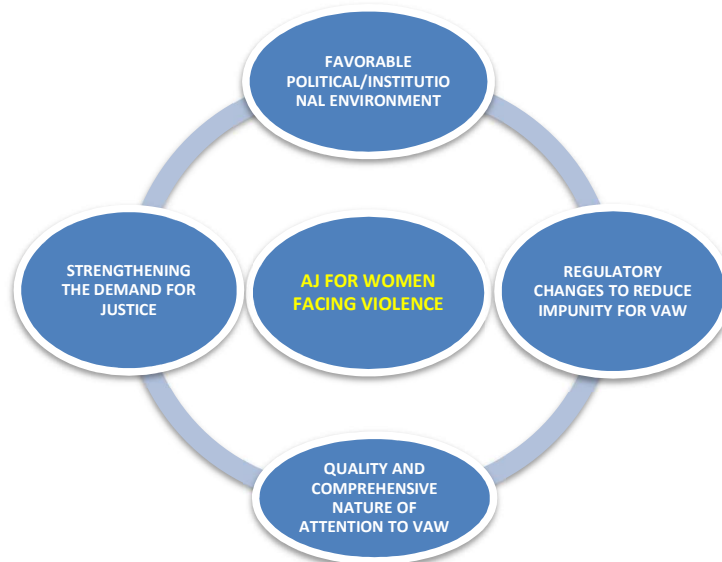 FAVORABLE
POLITICAL/INSTITUTIO
NAL ENVIRONMENT
STRENGTHENING
THE DEMAND FOR
JUSTICE
AJ FOR WOMEN
FACING VIOLENCE
REGULATORY
CHANGES TO REDUCE
IMPUNITY FOR VAW
QUALITY AND
COMPREHENSIVE
NATURE OF
ATTENTION TO VAW